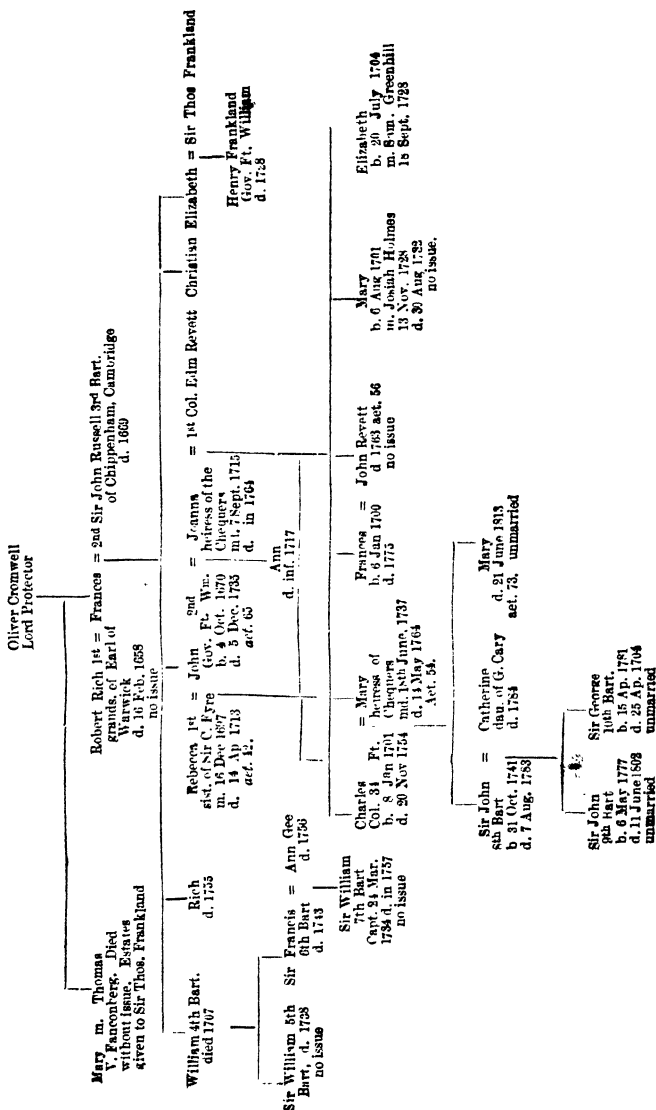 Oliver Cromwell
Lord Protector
Mary m. Thomas
V. Fauconberg. Died
without issue. Estates
given to Sir Thos. Frankland
Robert Rich 1st = Frances = 2nd Sir John Russell 3rd Bart.
grands. of Earl of
Warwick
d. 16 Feb. 1658
no issue
of Chippenham, Cambridge
d. 1669
William 4th Bart.
died 1707
Rich
d. 1755
Rebecca 1st = John 2nd = Joanna = 1st Col. Edm Revett
sist. of Sir C. Eyre
m. 16 Dec 1697
d. 14 Ap 1713
aet. 42.
Gov. Ft. Wm.
b. 4 Oct. 1670
d. 5 Dec. 1735
aet. 65
heiress of the
Chequers
m. 7 Sept. 1715
d. in 1764
Christian
Elizabeth = Sir Thos Frankland
Henry Frankland
Gov. Ft. William
d. 1728
Ann
d. inf. 1717
Sir William 5th
Bart, d. 1738
no issue
Sir Francis = Ann Gee
6th Bart
d. 1743
d. 1756
Sir William
7th Bart
Capt. 24 Mar.
1734 d. in 1757
no issue
Charles = Mary
Col. 34 Ft.
b. 8 Jan 1701
d. 20 Nov 1754
heiress of
Chequers
md. 18th June, 1737
d. 14 May 1764
Act. 54.
Frances = John Revett
b. 6 Jan 1700
d. 1775
d 1763 aet. 56
no issue
Mary
b. 6 Aug 1701
m. Josiah Holmes
13 Nov. 1728
d. 30 Aug 1732
no issue.
Elizabeth
b. 20 July 1704
m. Sam. Greenhill
18 Sept. 1728
Sir John =
8th Bart
b 31 Oct. 1741
d. 7 Aug. 1783
Catherine
dau. of G. Cary
d. 1784
Mary
d. 21 June 1813
aet. 73, unmarried
Sir John
9th Bart
b. 6 May 1777
d. 11 June 1802
unmarried
Sir George
10th Bart.
b. 15 Ap. 1781
d. 25 Ap. 1704
unmarried